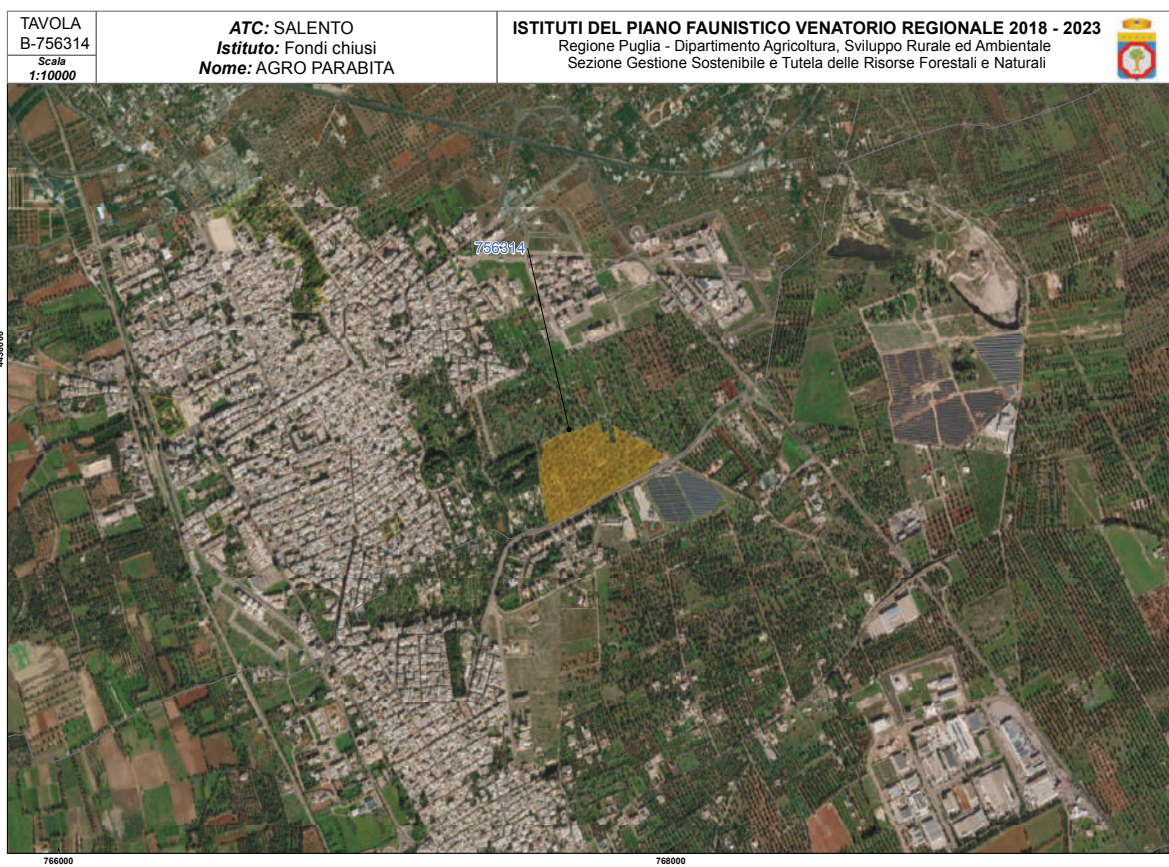 TAVOLA
B-756314
Scala
1:10000
ATC: SALENTO
Istituto: Fondi chiusi
Nome: AGRO PARABITA
ISTITUTI DEL PIANO FAUNISTICO VENATORIO REGIONALE 2018 - 2023
Regione Puglia - Dipartimento Agricoltura, Sviluppo Rurale ed Ambientale
Sezione Gestione Sostenibile e Tutela delle Risorse Forestali e Naturali
756314
766000
768000